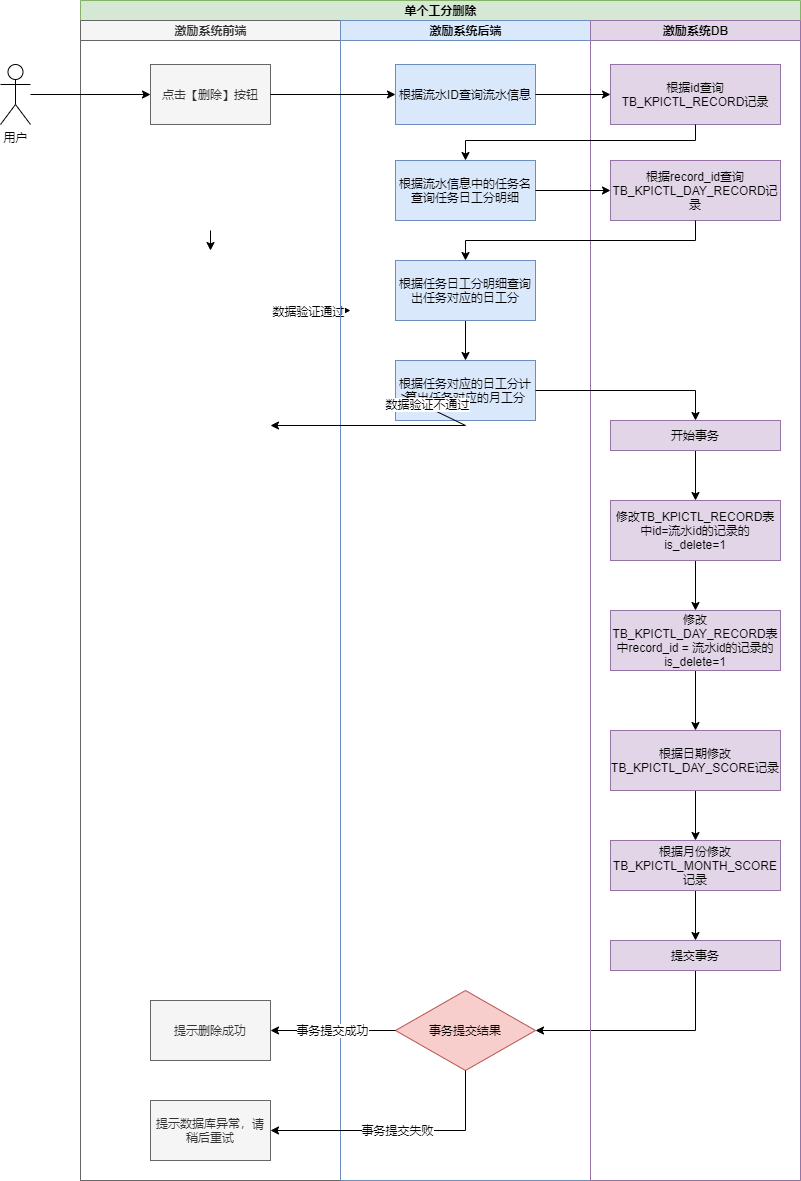 单个工分删除
激励系统前端
激励系统后端
激励系统DB
用户
点击【删除】按钮
根据流水ID查询流水信息
根据id查询
TB_KPICTL_RECORD记录
根据流水信息中的任务名
查询任务日工分明细
根据record_id查询
TB_KPICTL_DAY_RECORD记
录
根据任务日工分明细查询
出任务对应的日工分
数据验证通过
根据任务对应的日工分计
算出任务对应的月工分
数据验证不通过
开始事务
修改TB_KPICTL_RECORD表
中id=流水id的记录的
is_delete=1
修改
TB_KPICTL_DAY_RECORD表
中record_id = 流水id的记录的
is_delete=1
根据日期修改
TB_KPICTL_DAY_SCORE记录
根据月份修改
TB_KPICTL_MONTH_SCORE
记录
提交事务
提示删除成功
事务提交成功
事务提交结果
提示数据库异常，请
稍后重试
事务提交失败